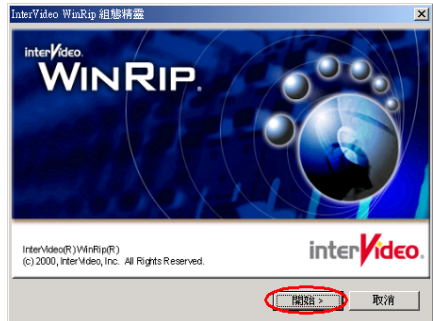 InterVideo WinRip 組態精靈
interVideo.
WINRIP.
InterVideo(R) WinRip(R)
(c) 2000, InterVideo, Inc. All Rights Reserved.
interVideo.
開始 >
取消